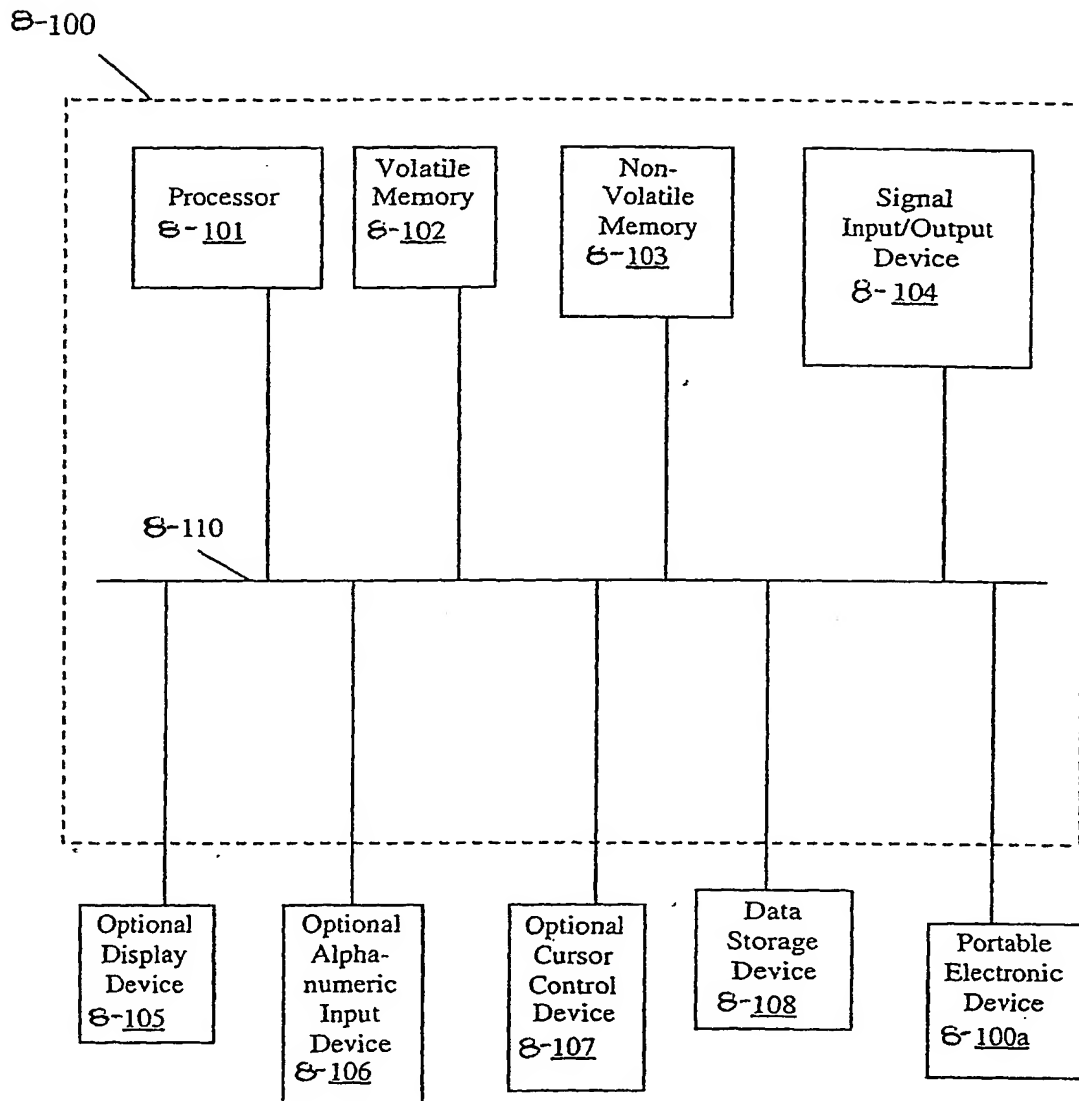 8-100
Processor
8-101
Volatile
Memory
8-102
Non-
Volatile
Memory
8-103
Signal
Input/Output
Device
8-104
8-110
Optional
Display
Device
8-105
Optional
Alpha-
numeric
Input
Device
8-106
Optional
Cursor
Control
Device
8-107
Data
Storage
Device
8-108
Portable
Electronic
Device
8-100a